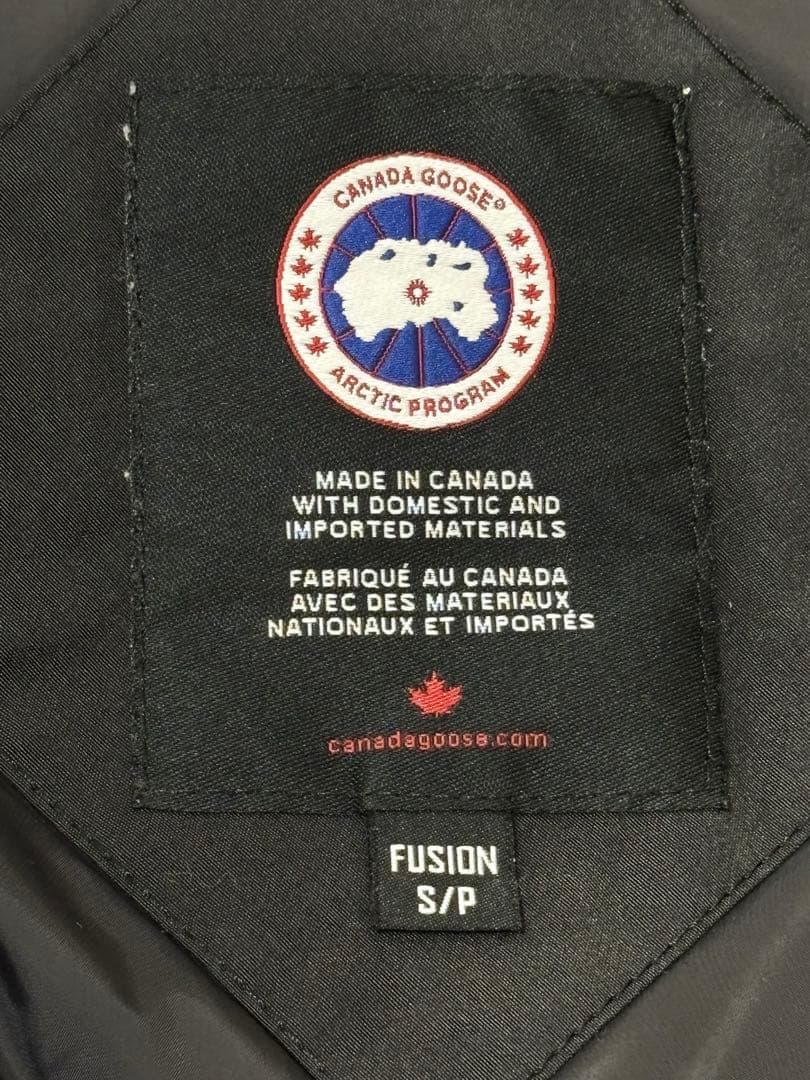 CANADA GOOSE®
ARCTIC PROGRAM
MADE IN CANADA
WITH DOMESTIC AND
IMPORTED MATERIALS
FABRIQUÉ AU CANADA
AVEC DES MATERIAUX
NATIONAUX ET IMPORTÉS
canadagoose.com
FUSION
S/P